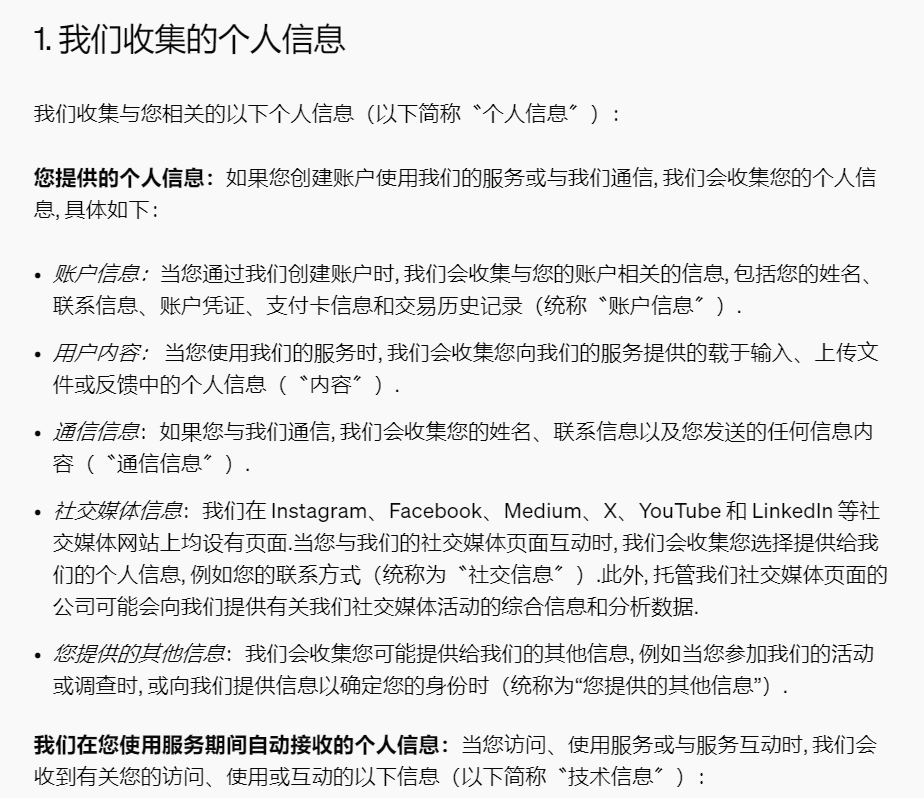 1. 我们收集的个人信息
我们收集与您相关的以下个人信息（以下简称〝个人信息〞）：
您提供的个人信息：如果您创建账户使用我们的服务或与我们通信, 我们会收集您的个人信
息, 具体如下：
• 账户信息：当您通过我们创建账户时, 我们会收集与您的账户相关的信息, 包括您的姓名、
联系信息、账户凭证、支付卡信息和交易历史记录（统称〝账户信息〞）.
• 用户内容： 当您使用我们的服务时, 我们会收集您向我们的服务提供的载于输入、上传文
件或反馈中的个人信息（〝内容〞）.
• 通信信息：如果您与我们通信, 我们会收集您的姓名、联系信息以及您发送的任何信息内
容（〝通信信息〞）.
• 社交媒体信息：我们在 Instagram、Facebook、Medium、X、YouTube 和 LinkedIn 等社
交媒体网站上均设有页面.当您与我们的社交媒体页面互动时, 我们会收集您选择提供给我
们的个人信息, 例如您的联系方式（统称为〝社交信息〞）.此外, 托管我们社交媒体页面的
公司可能会向我们提供有关我们社交媒体活动的综合信息和分析数据.
• 您提供的其他信息：我们会收集您可能提供给我们的其他信息, 例如当您参加我们的活动
或调查时, 或向我们提供信息以确定您的身份时（统称为“您提供的其他信息”）.
我们在您使用服务期间自动接收的个人信息：当您访问、使用服务或与服务互动时, 我们会
收到有关您的访问、使用或互动的以下信息（以下简称〝技术信息〞）：